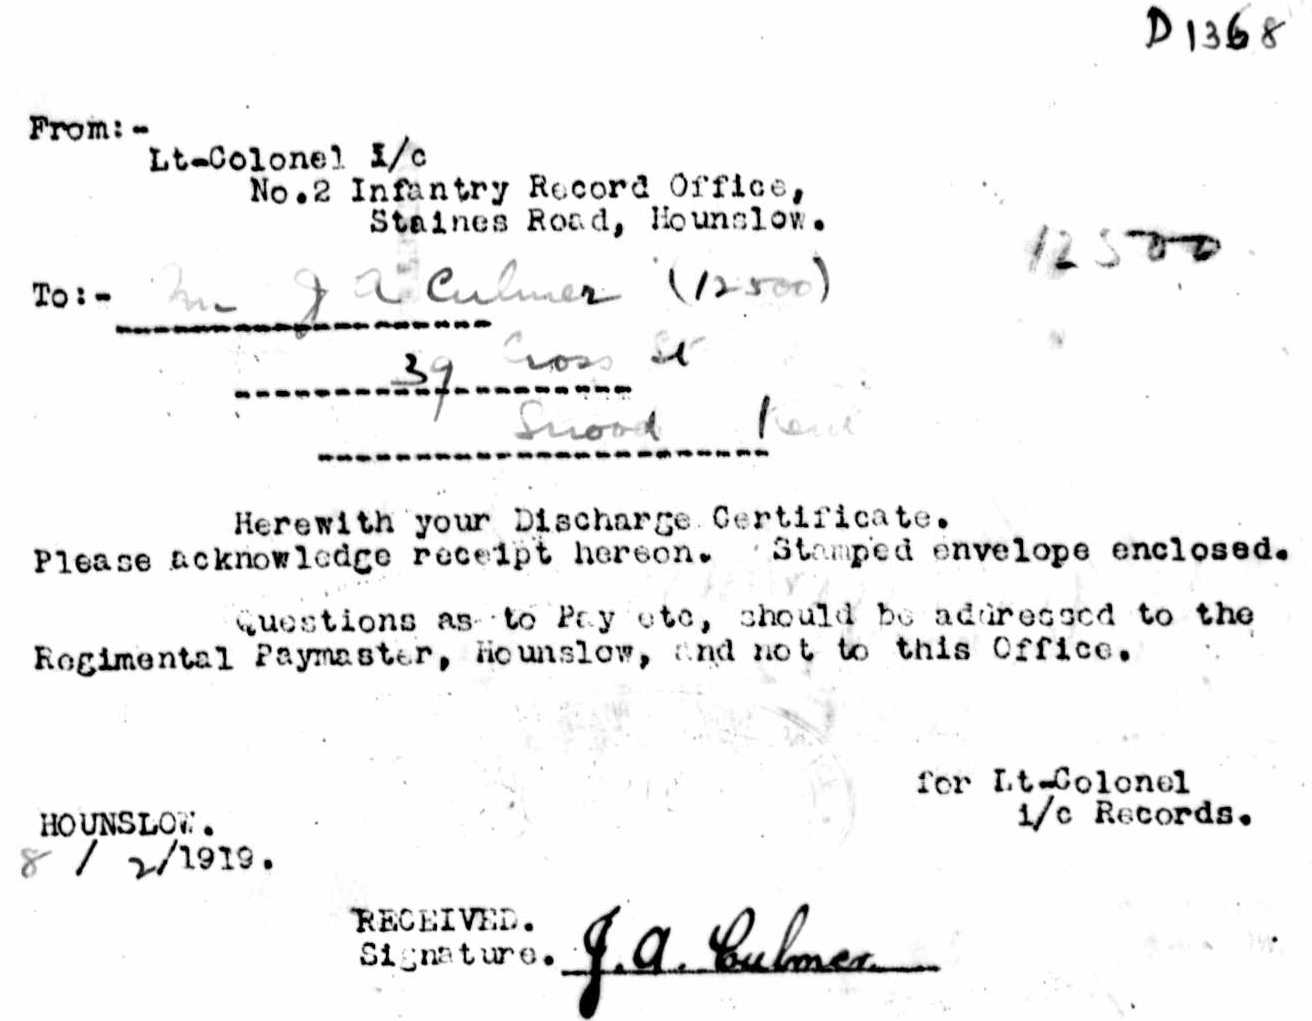 D 1368
From:-
Lt-Colonel I/c
No.2 Infantry Record Office,
Staines Road, Hounslow.
12500
To:- Mr J A Culmer (12500)
39 Cross St
Snood Kent
Herewith your Discharge Certificate.
Please acknowledge receipt hereon. Stamped envelope enclosed.
Questions as to Pay etc, should be addressed to the
Regimental Paymaster, Hounslow, and not to this Office.
for Lt-Colonel
i/c Records.
HOUNSLOW.
8 / 2/1919.
RECEIVED.
Signature. J. A. Culmer